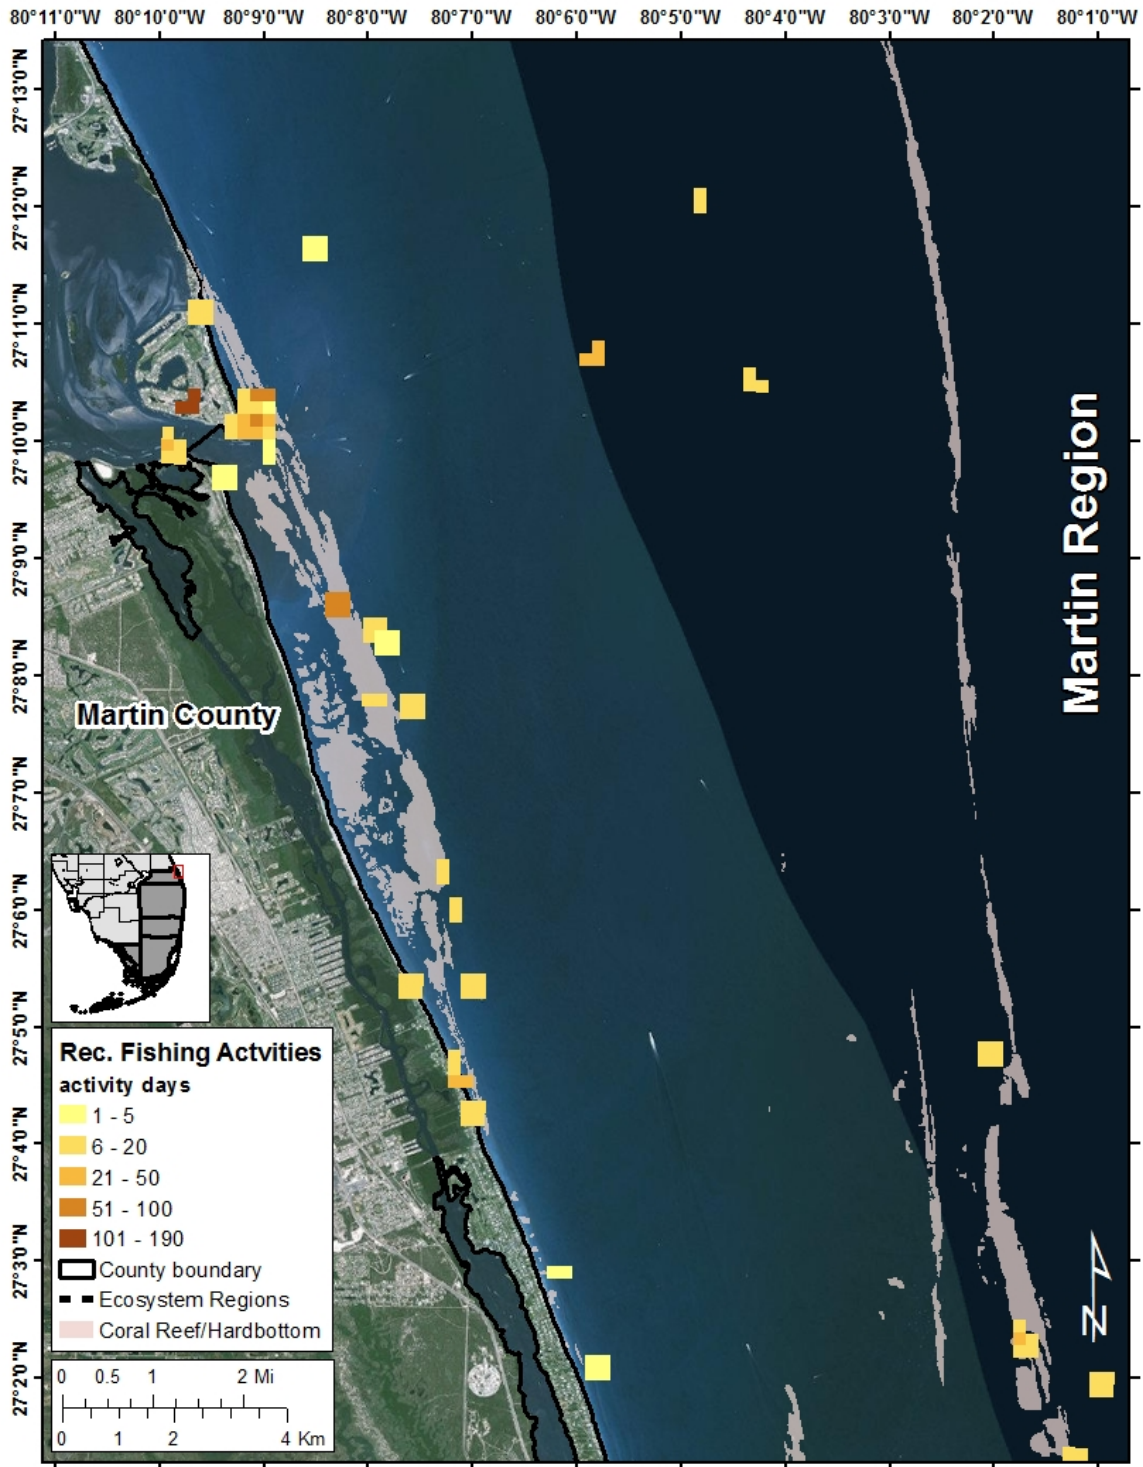 80°11'0"W 80°10'0"W 80°9'0"W 80°8'0"W 80°7'0"W 80°6'0"W 80°5'0"W 80°4'0"W 80°3'0"W 80°2'0"W 80°1'0"W
27°13'0"N
27°12'0"N
27°11'0"N
27°10'0"N
27°9'0"N
27°8'0"N
27°7'0"N
27°6'0"N
27°5'0"N
27°4'0"N
27°3'0"N
27°2'0"N
Martin Region
Martin County
Rec. Fishing Actvities
activity days
1 - 5
6 - 20
21 - 50
51 - 100
101 - 190
County boundary
Ecosystem Regions
Coral Reef/Hardbottom
0 0.5 1 2 Mi
0 1 2 4 Km
N